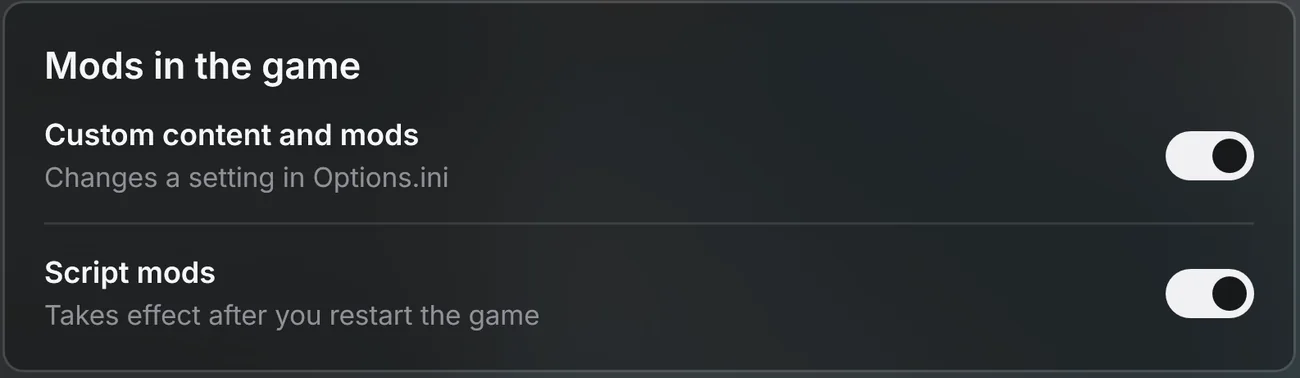 Mods in the game
Custom content and mods
Changes a setting in Options.ini
Script mods
Takes effect after you restart the game